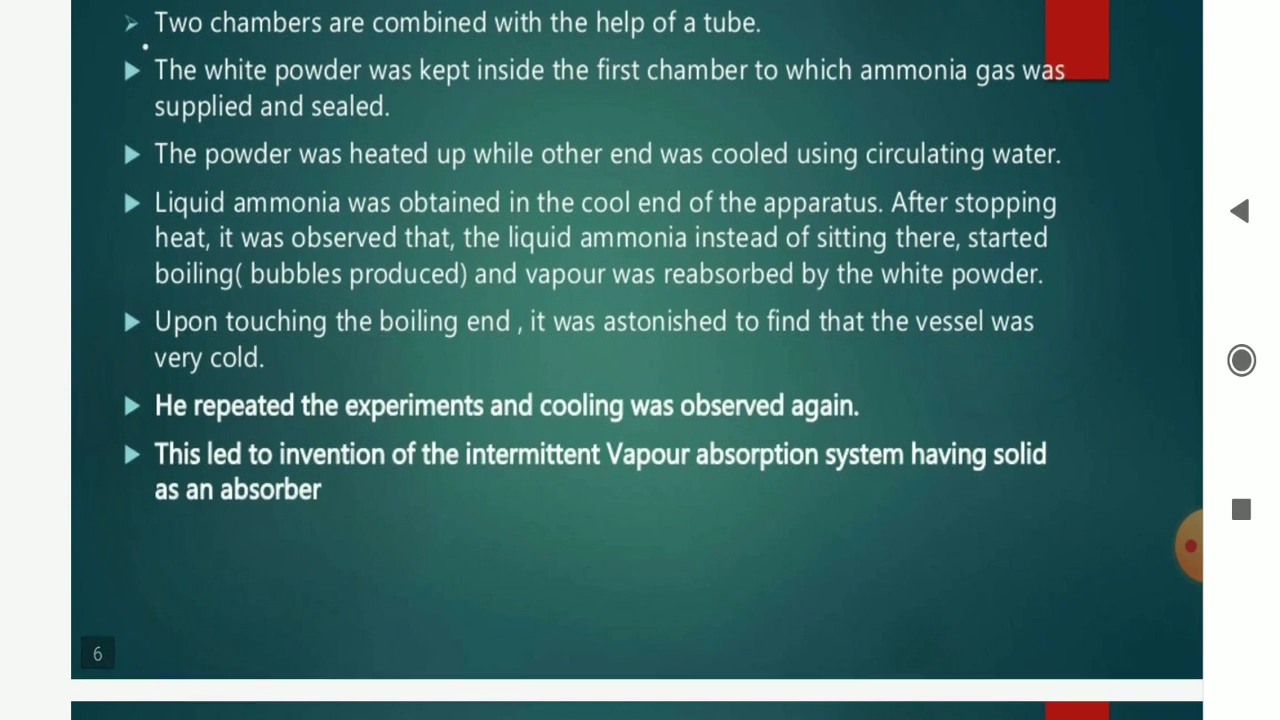 Two chambers are combined with the help of a tube.
The white powder was kept inside the first chamber to which ammonia gas was
supplied and sealed.
The powder was heated up while other end was cooled using circulating water.
Liquid ammonia was obtained in the cool end of the apparatus. After stopping
heat, it was observed that, the liquid ammonia instead of sitting there, started
boiling( bubbles produced) and vapour was reabsorbed by the white powder.
Upon touching the boiling end , it was astonished to find that the vessel was
very cold.
He repeated the experiments and cooling was observed again.
This led to invention of the intermittent Vapour absorption system having solid
as an absorber
6